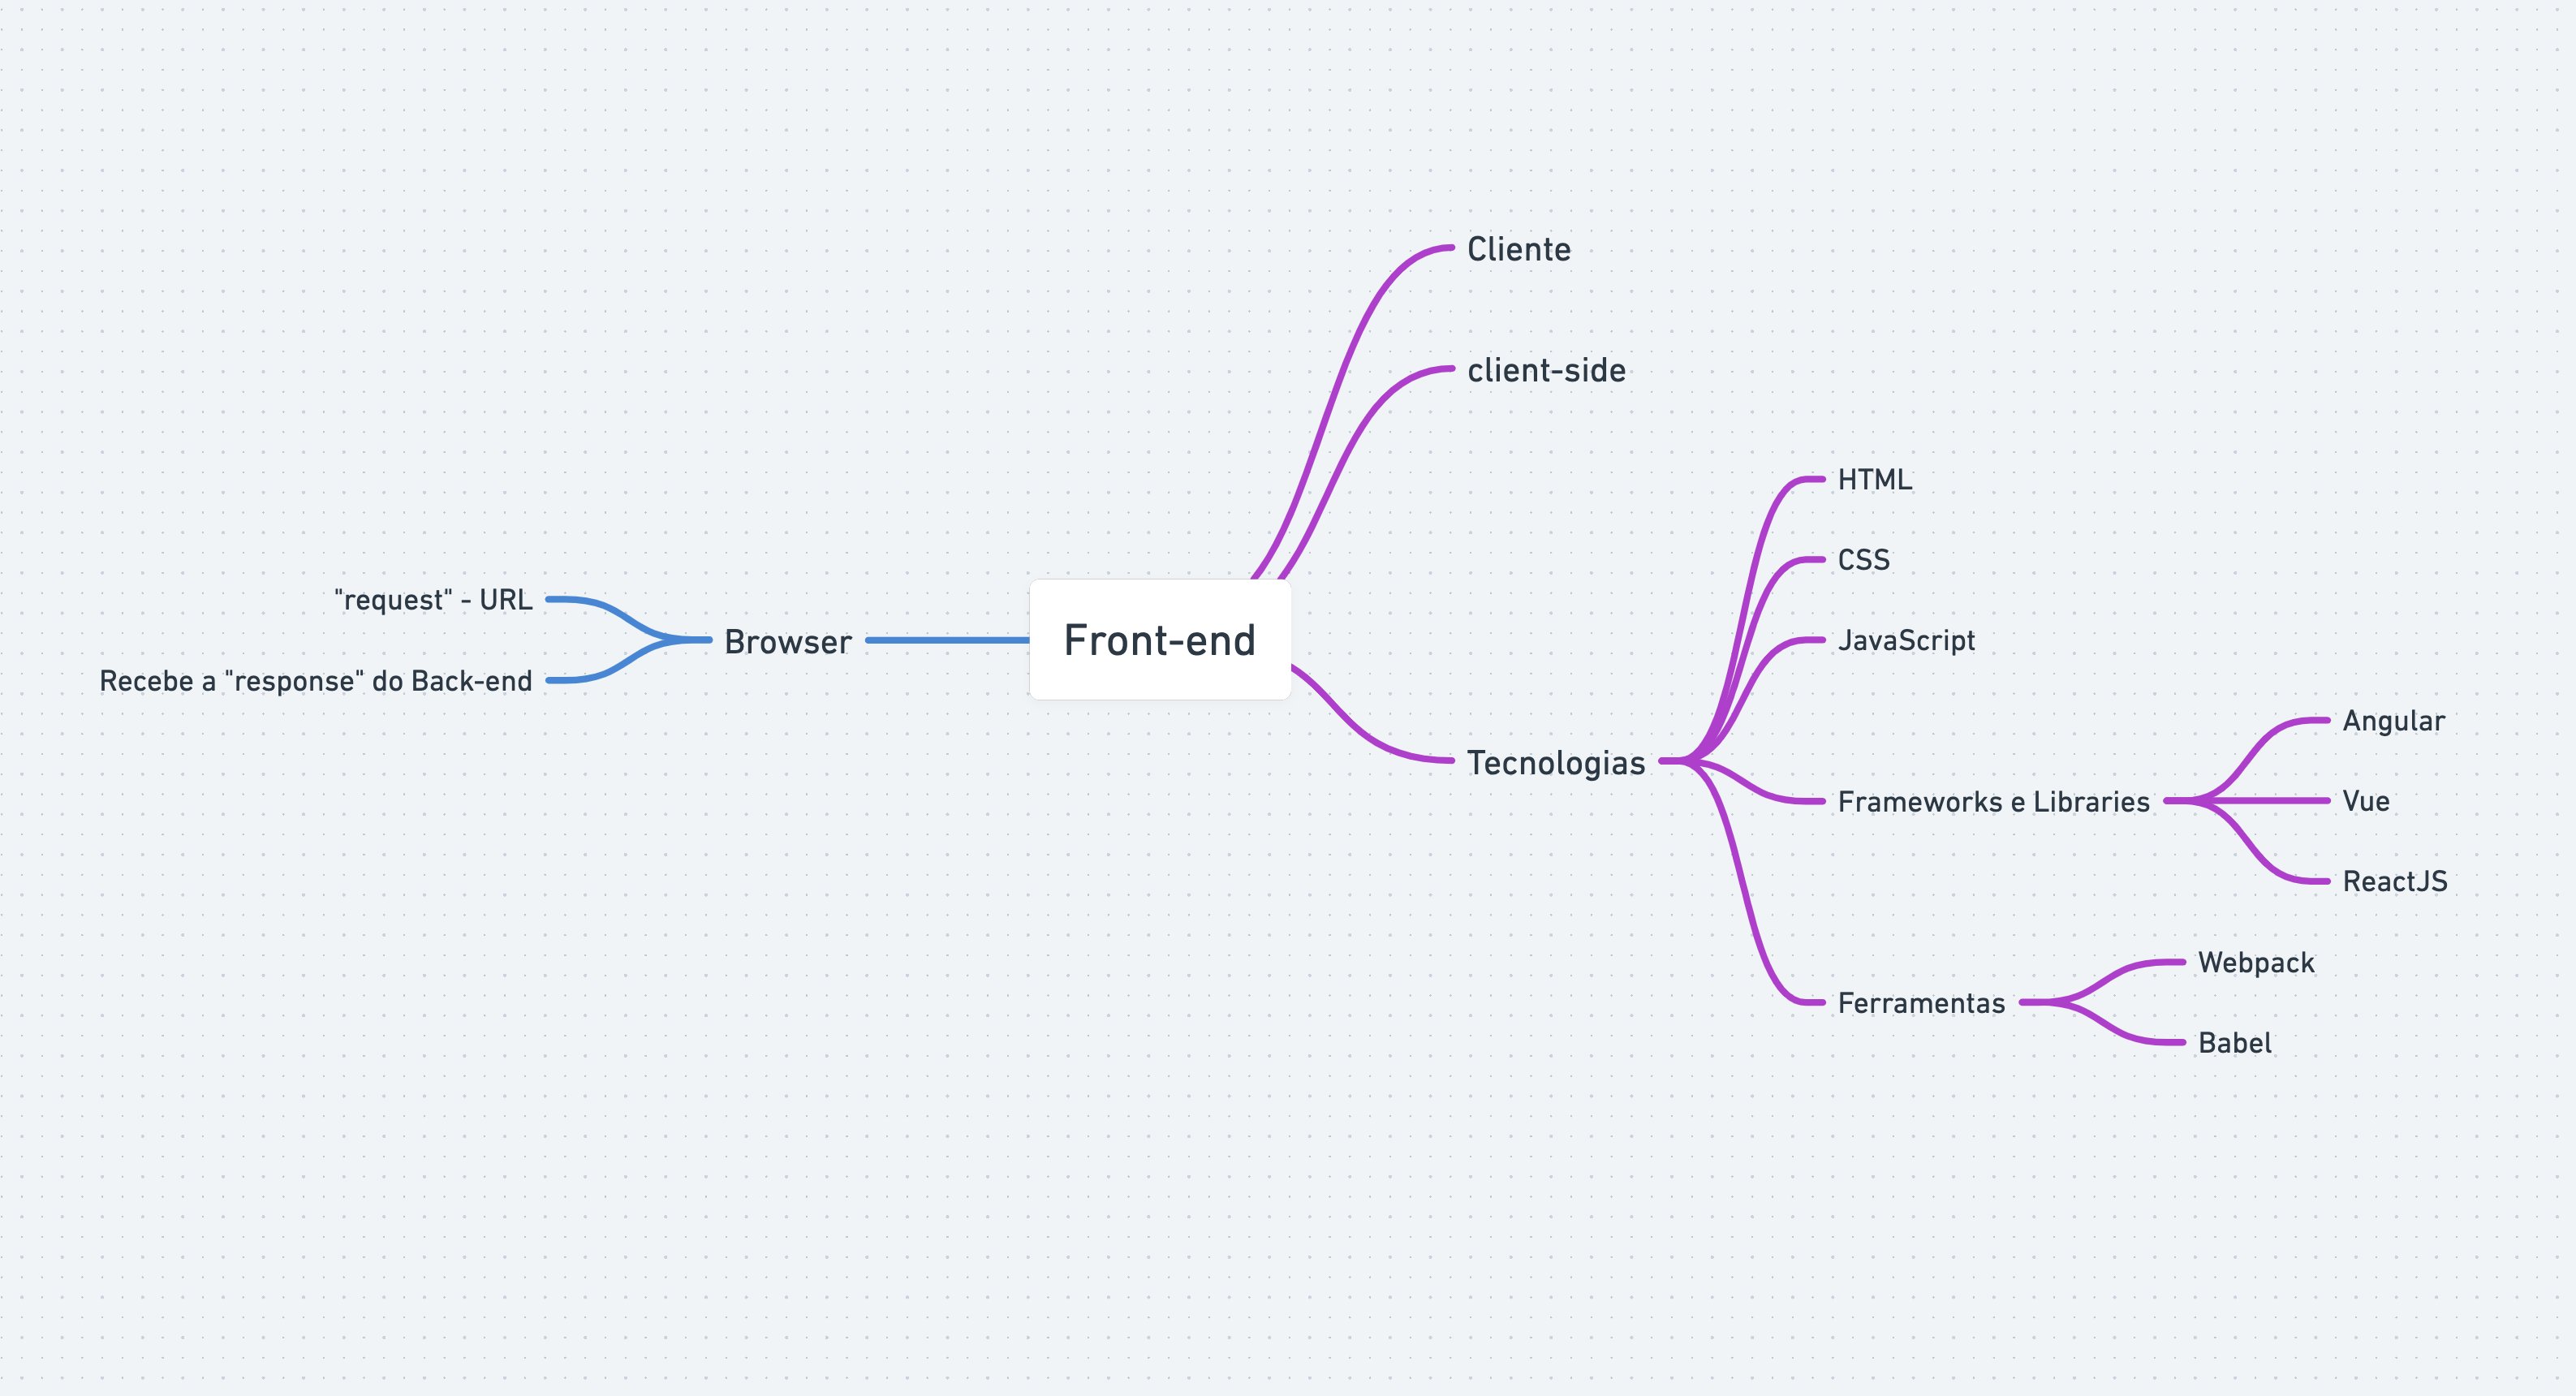 Cliente
client-side
HTML
CSS
"request" - URL
Browser
Front-end
JavaScript
Recebe a "response" do Back-end
Angular
Tecnologias
Frameworks e Libraries
Vue
ReactJS
Webpack
Ferramentas
Babel